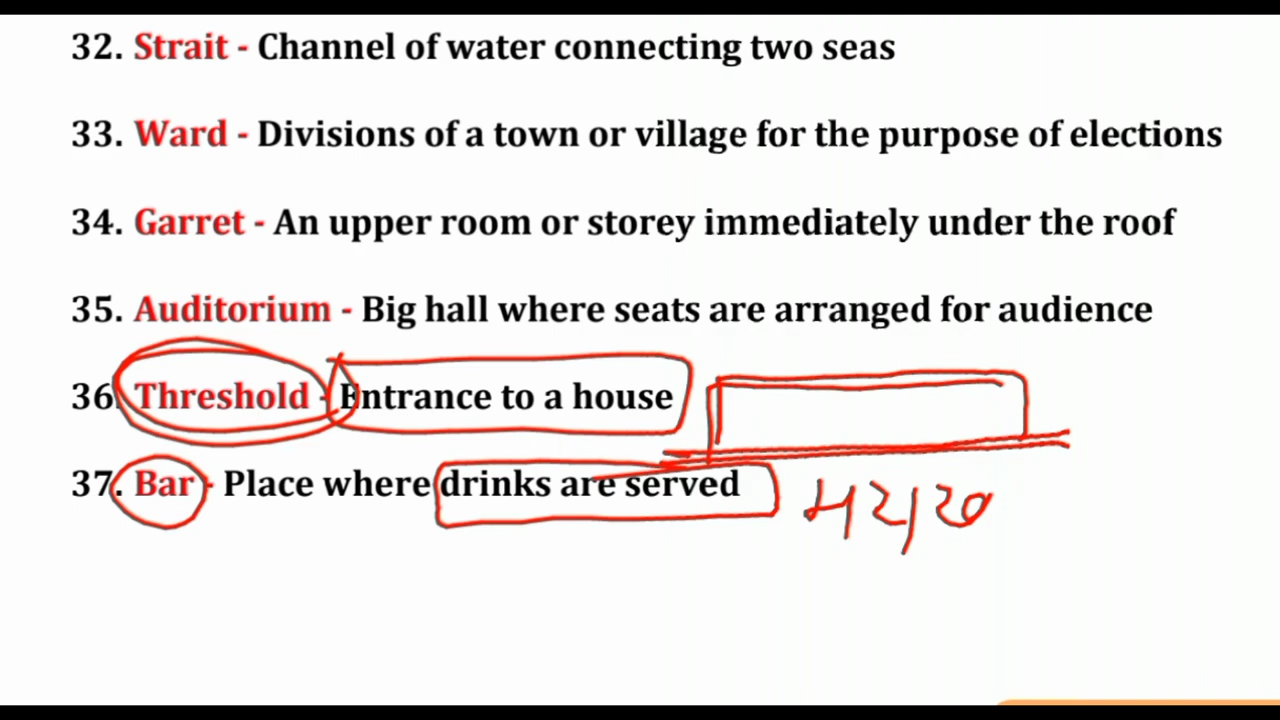 32. Strait - Channel of water connecting two seas
33. Ward - Divisions of a town or village for the purpose of elections
34. Garret - An upper room or storey immediately under the roof
35. Auditorium - Big hall where seats are arranged for audience
36. Threshold - Entrance to a house
37. Bar - Place where drinks are served